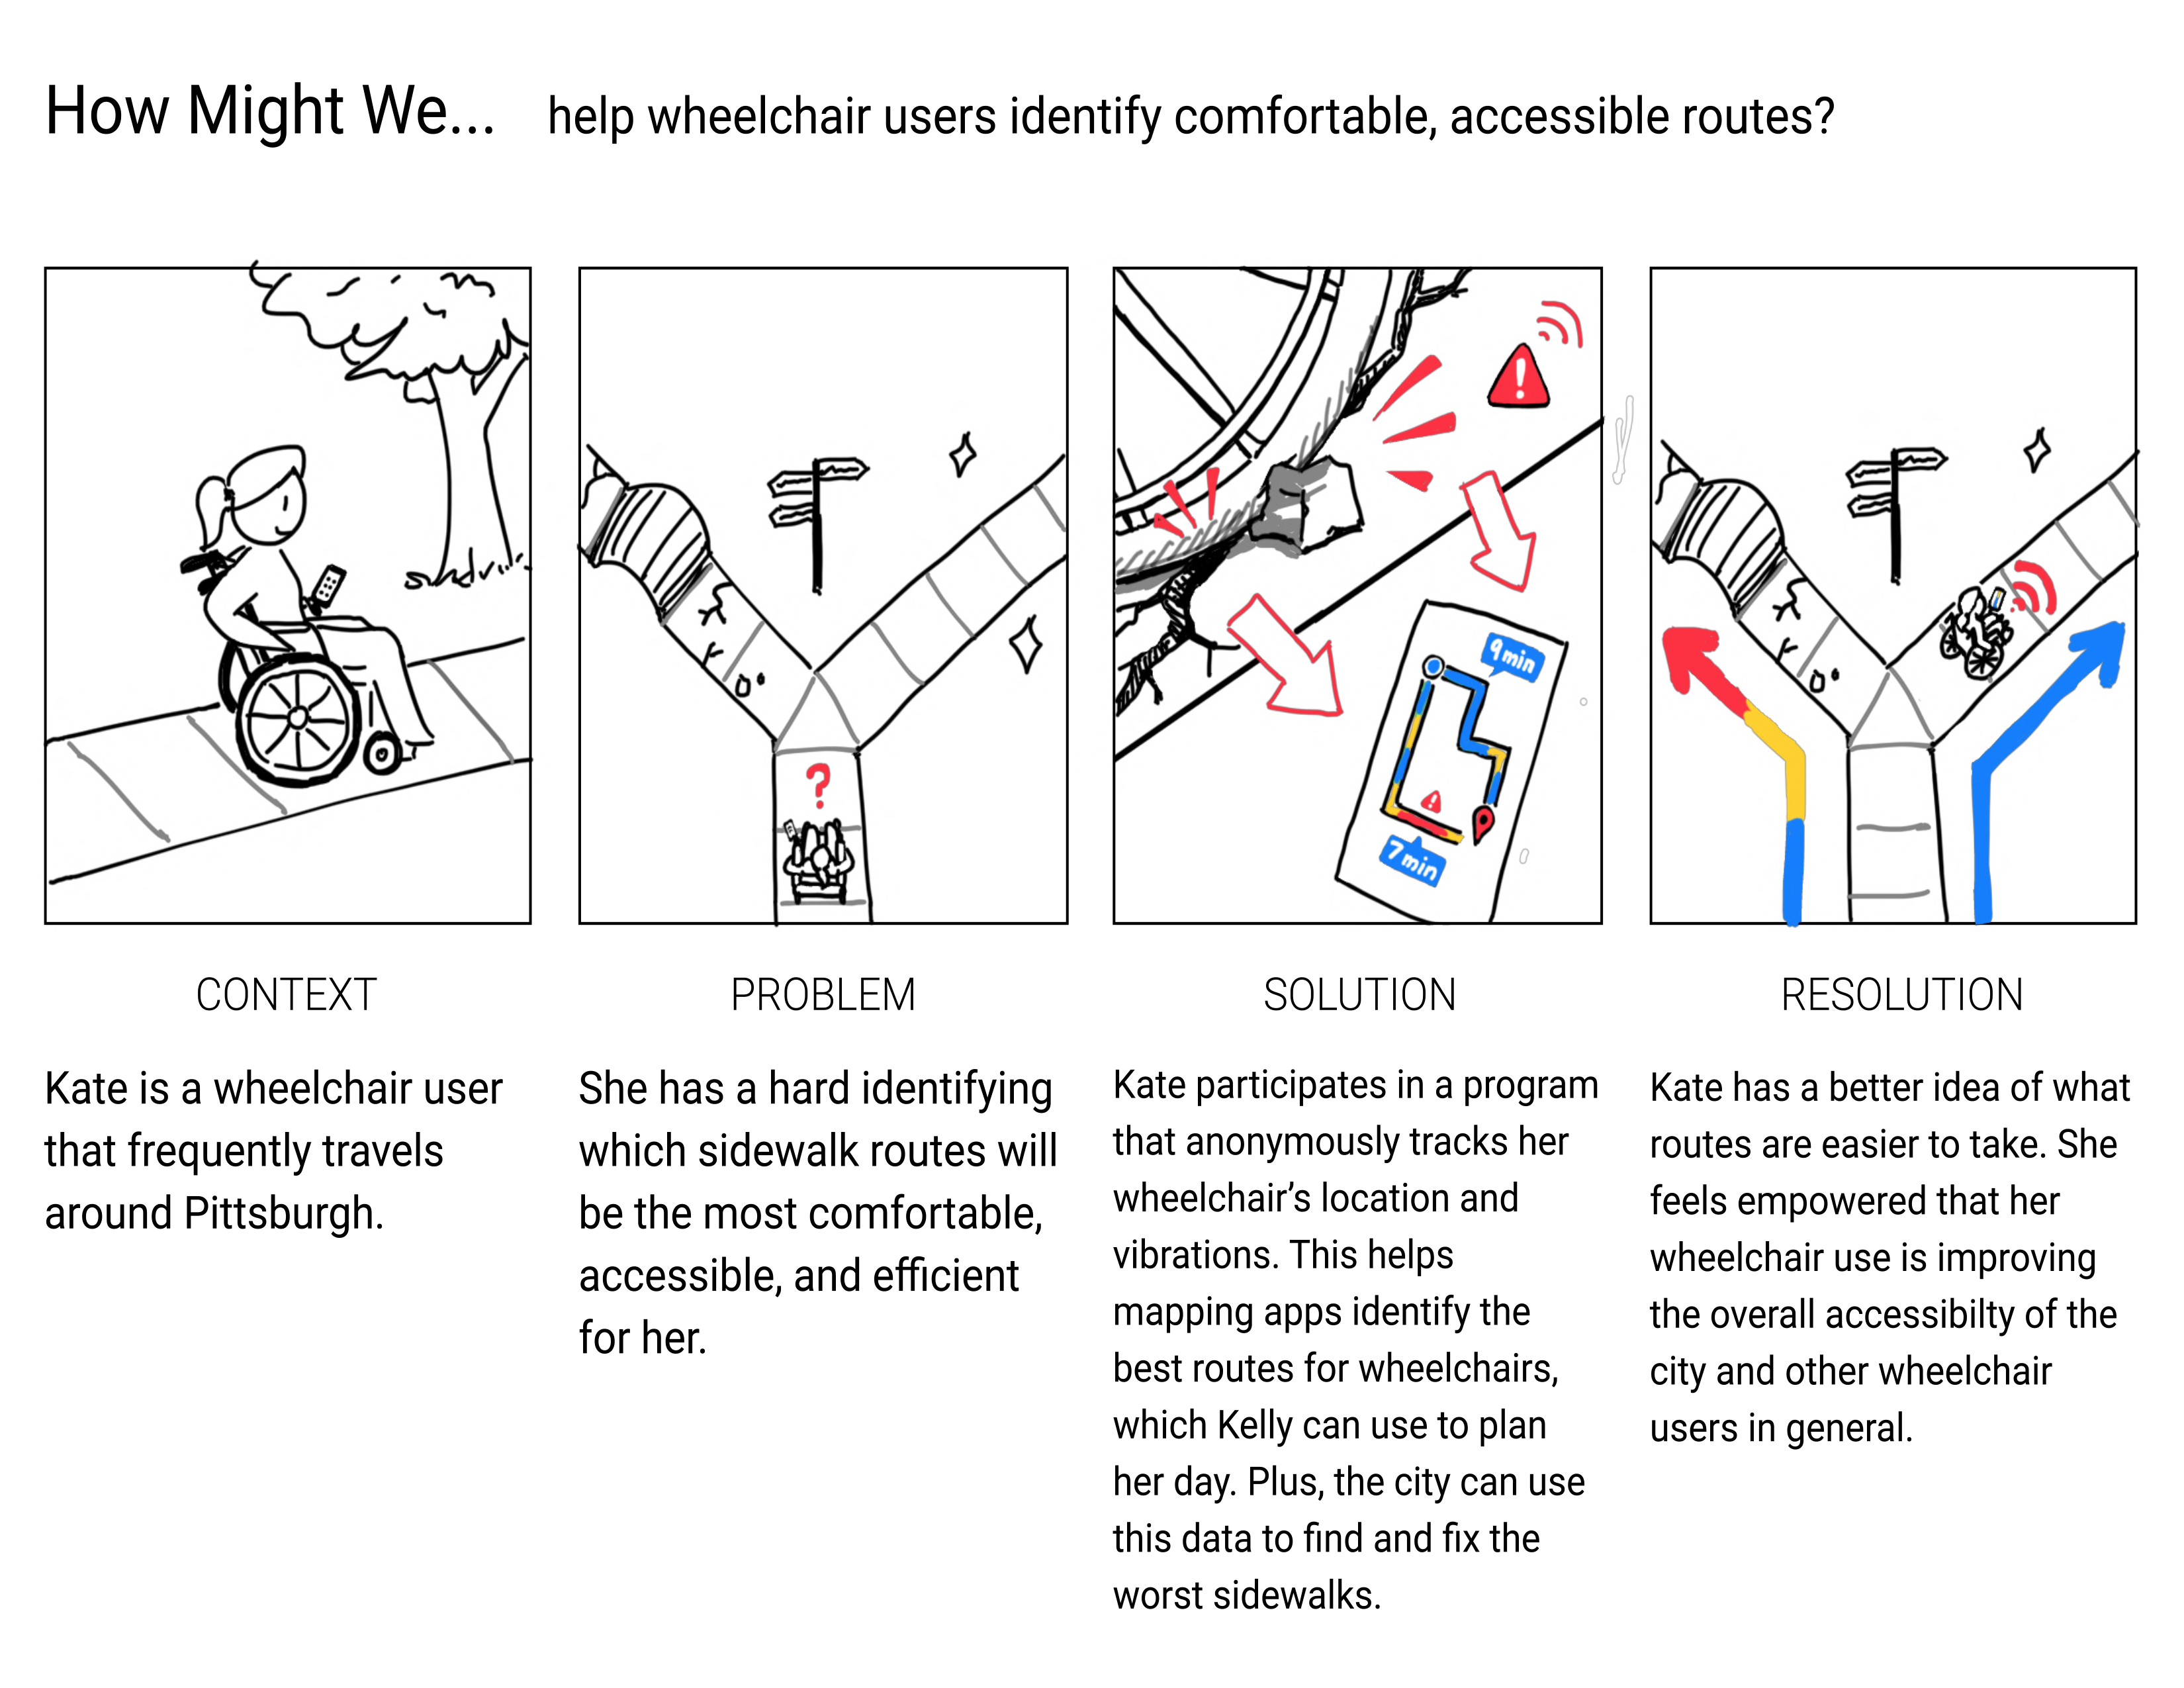 How Might We... help wheelchair users identify comfortable, accessible routes?
?
!
9 min
7 min
CONTEXT
Kate is a wheelchair user
that frequently travels
around Pittsburgh.
PROBLEM
She has a hard identifying
which sidewalk routes will
be the most comfortable,
accessible, and efficient
for her.
SOLUTION
Kate participates in a program
that anonymously tracks her
wheelchair’s location and
vibrations. This helps
mapping apps identify the
best routes for wheelchairs,
which Kelly can use to plan
her day. Plus, the city can use
this data to find and fix the
worst sidewalks.
RESOLUTION
Kate has a better idea of what
routes are easier to take. She
feels empowered that her
wheelchair use is improving
the overall accessibilty of the
city and other wheelchair
users in general.